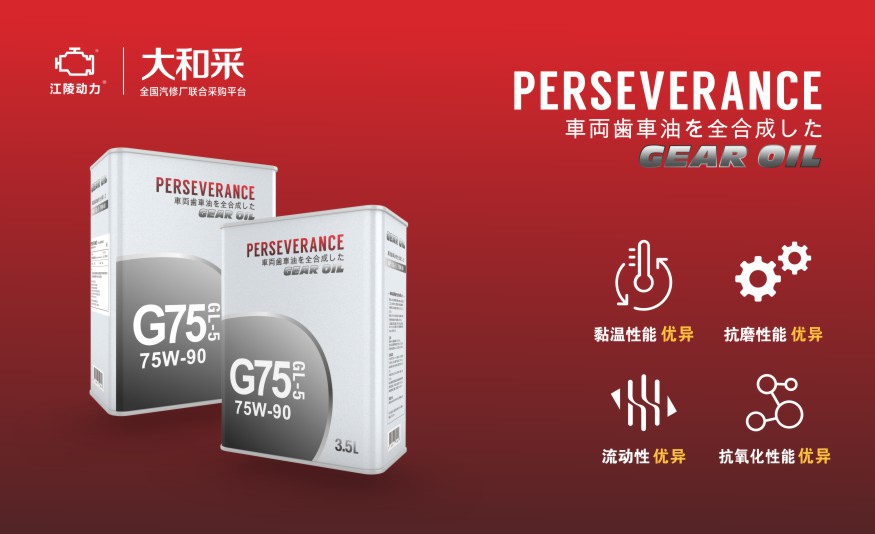 江陵动力®
大和采®
全国汽修厂联合采购平台
PERSEVERANCE
車両歯車油を全合成した
GEAR OIL
GEAR OIL
PERSEVERANCE
車両歯車油を全合成した
GEAR OIL
G75
GL-5
75W-90
GEAR OIL
PERSEVERANCE
車両歯車油を全合成した
GEAR OIL
G75
GL-5
75W-90
3.5L
黏温性能 优异
抗磨性能 优异
流动性 优异
抗氧化性能 优异